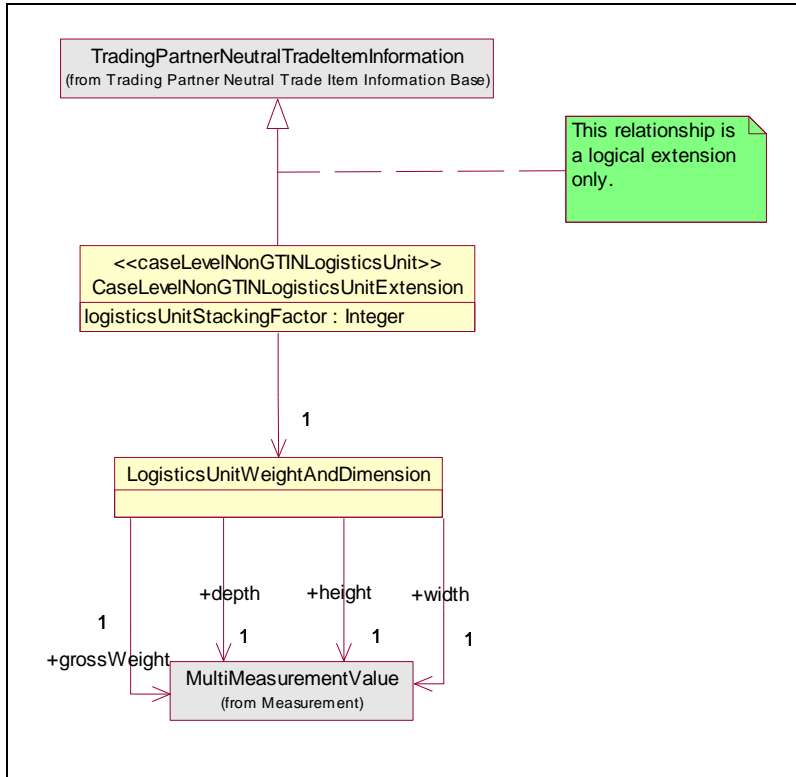 TradingPartnerNeutralTradeItemInformation
(from Trading Partner Neutral Trade Item Information Base)
This relationship is
a logical extension
only.
<<caseLevelNonGTINLogisticsUnit>>
CaseLevelNonGTINLogisticsUnitExtension
logisticsUnitStackingFactor : Integer
1
LogisticsUnitWeightAndDimension
+depth
+height
+width
1
1
1
1
+grossWeight
MultiMeasurementValue
(from Measurement)